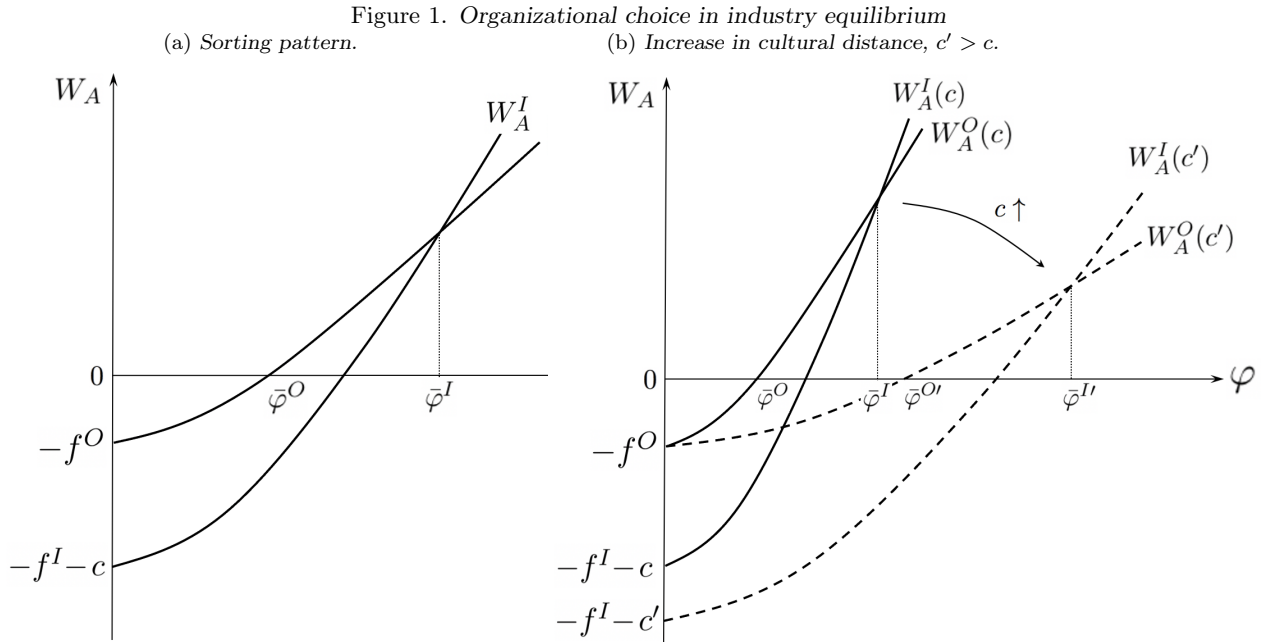 Figure 1. Organizational choice in industry equilibrium
(a) Sorting pattern.
W_A
W_A^I
0
φ̄^O
φ̄^I
−f^O
−f^I−c
(b) Increase in cultural distance, c′ > c.
W_A
W_A^I(c)
W_A^O(c)
W_A^I(c′)
c ↑
W_A^O(c′)
0
φ̄^O
φ̄^I
φ̄^O′
φ̄^I′
φ
−f^O
−f^I−c
−f^I−c′